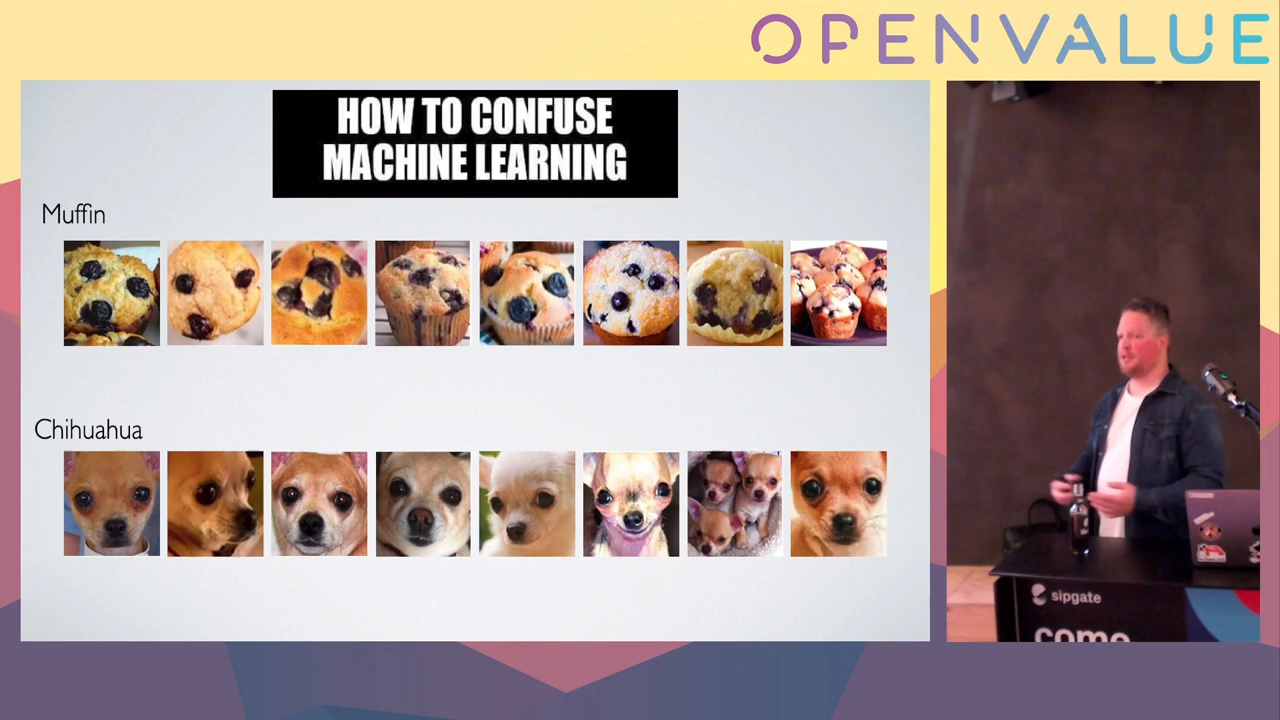 OPENVALUE
HOW TO CONFUSE
MACHINE LEARNING
Muffin
Chihuahua
sipgate
come